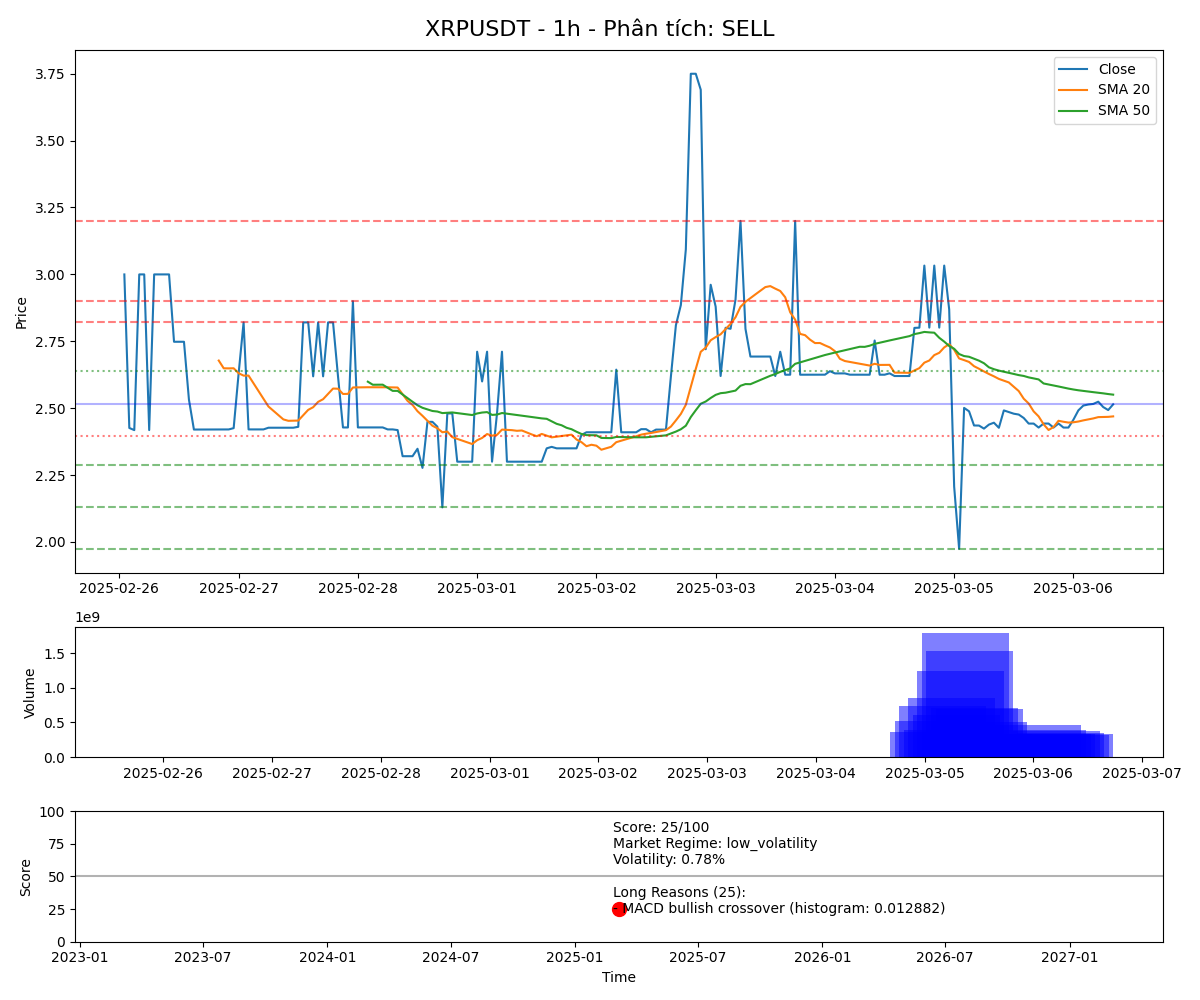 XRPUSDT - 1h - Phân tích: SELL
Close
SMA 20
SMA 50
Price
3.75
3.50
3.25
3.00
2.75
2.50
2.25
2.00
2025-02-26 2025-02-27 2025-02-28 2025-03-01 2025-03-02 2025-03-03 2025-03-04 2025-03-05 2025-03-06
1e9
Volume
1.5
1.0
0.5
0.0
2025-02-26 2025-02-27 2025-02-28 2025-03-01 2025-03-02 2025-03-03 2025-03-04 2025-03-05 2025-03-06 2025-03-07
Score
100
75
50
25
0
Score: 25/100
Market Regime: low_volatility
Volatility: 0.78%
Long Reasons (25):
- MACD bullish crossover (histogram: 0.012882)
2023-01 2023-07 2024-01 2024-07 2025-01 2025-07 2026-01 2026-07 2027-01
Time